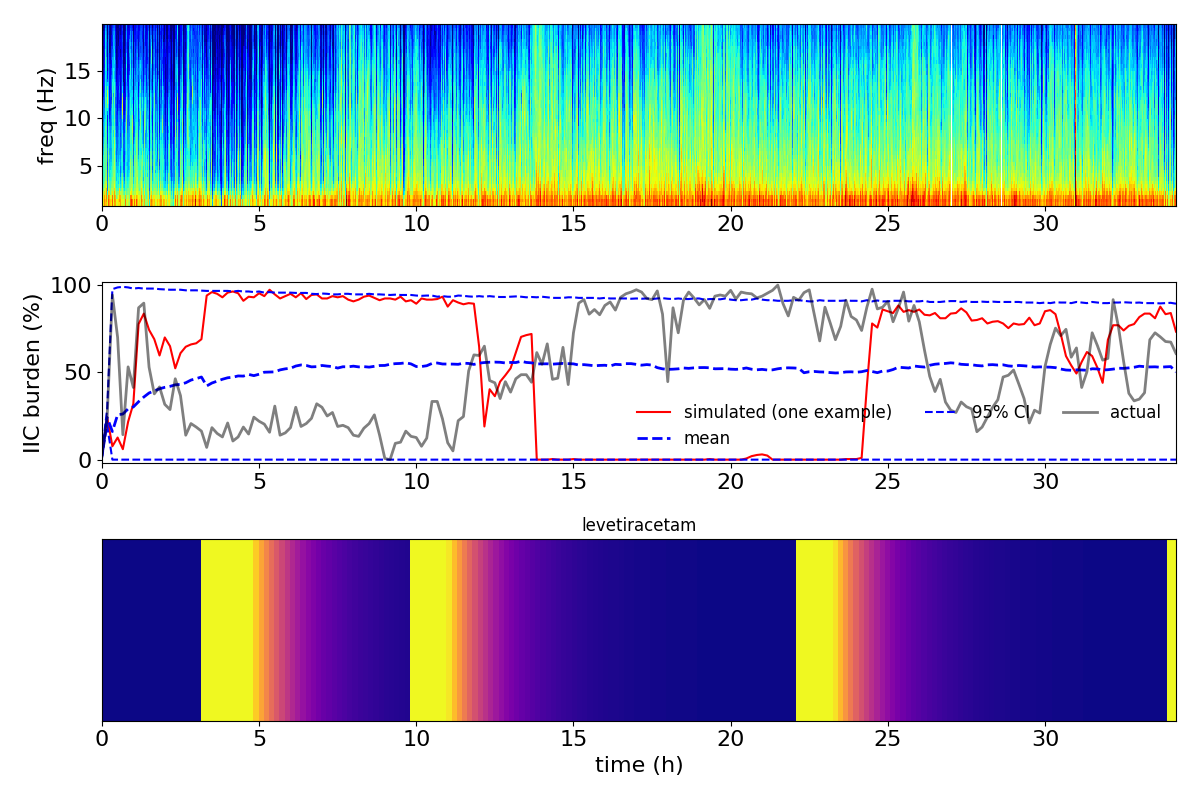 freq (Hz)
15
10
5
0 5 10 15 20 25 30
IIC burden (%)
100
50
0
simulated (one example) 95% CI actual
mean
0 5 10 15 20 25 30
levetiracetam
0 5 10 15 20 25 30
time (h)